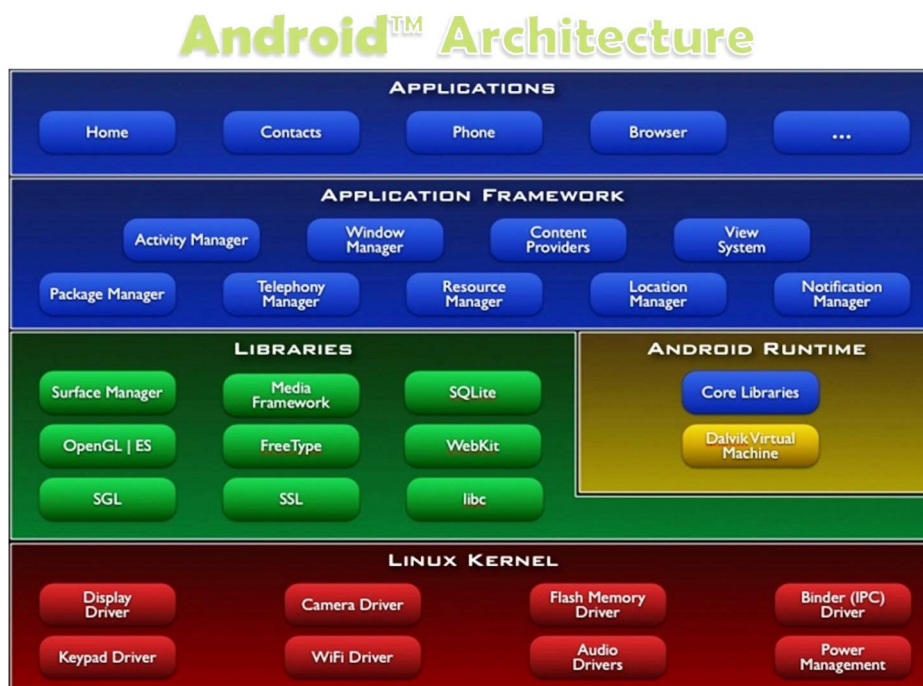 Android™ Architecture
APPLICATIONS
Home
Contacts
Phone
Browser
...
APPLICATION FRAMEWORK
Activity Manager
Window
Manager
Content
Providers
View
System
Package Manager
Telephony
Manager
Resource
Manager
Location
Manager
Notification
Manager
LIBRARIES
Surface Manager
Media
Framework
SQLite
OpenGL | ES
FreeType
WebKit
SGL
SSL
libc
ANDROID RUNTIME
Core Libraries
Dalvik Virtual
Machine
LINUX KERNEL
Display
Driver
Camera Driver
Flash Memory
Driver
Binder (IPC)
Driver
Keypad Driver
WiFi Driver
Audio
Drivers
Power
Management